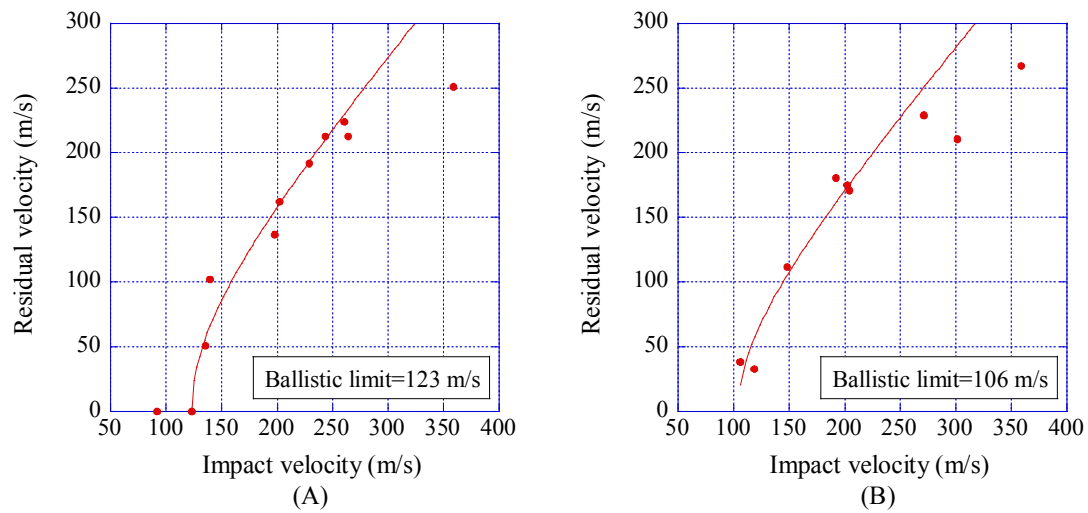 300
250
200
150
100
50
0
Residual velocity (m/s)
Ballistic limit=123 m/s
50 100 150 200 250 300 350 400
Impact velocity (m/s)
(A)
300
250
200
150
100
50
0
Residual velocity (m/s)
Ballistic limit=106 m/s
50 100 150 200 250 300 350 400
Impact velocity (m/s)
(B)